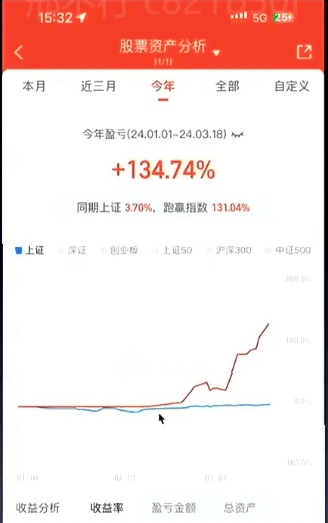 15:32 5G 25+
股票资产分析
[1/1]
本月 近三月 今年 全部 自定义
今年盈亏(24.01.01-24.03.18)
+134.74%
同期上证 3.70%，跑赢指数 131.04%
上证 深证 创业板 上证50 沪深300 中证500
200.0%
100.0%
0.0%
100.0%
01-01 02-01 03-01
收益分析 收益率 盈亏金额 总资产